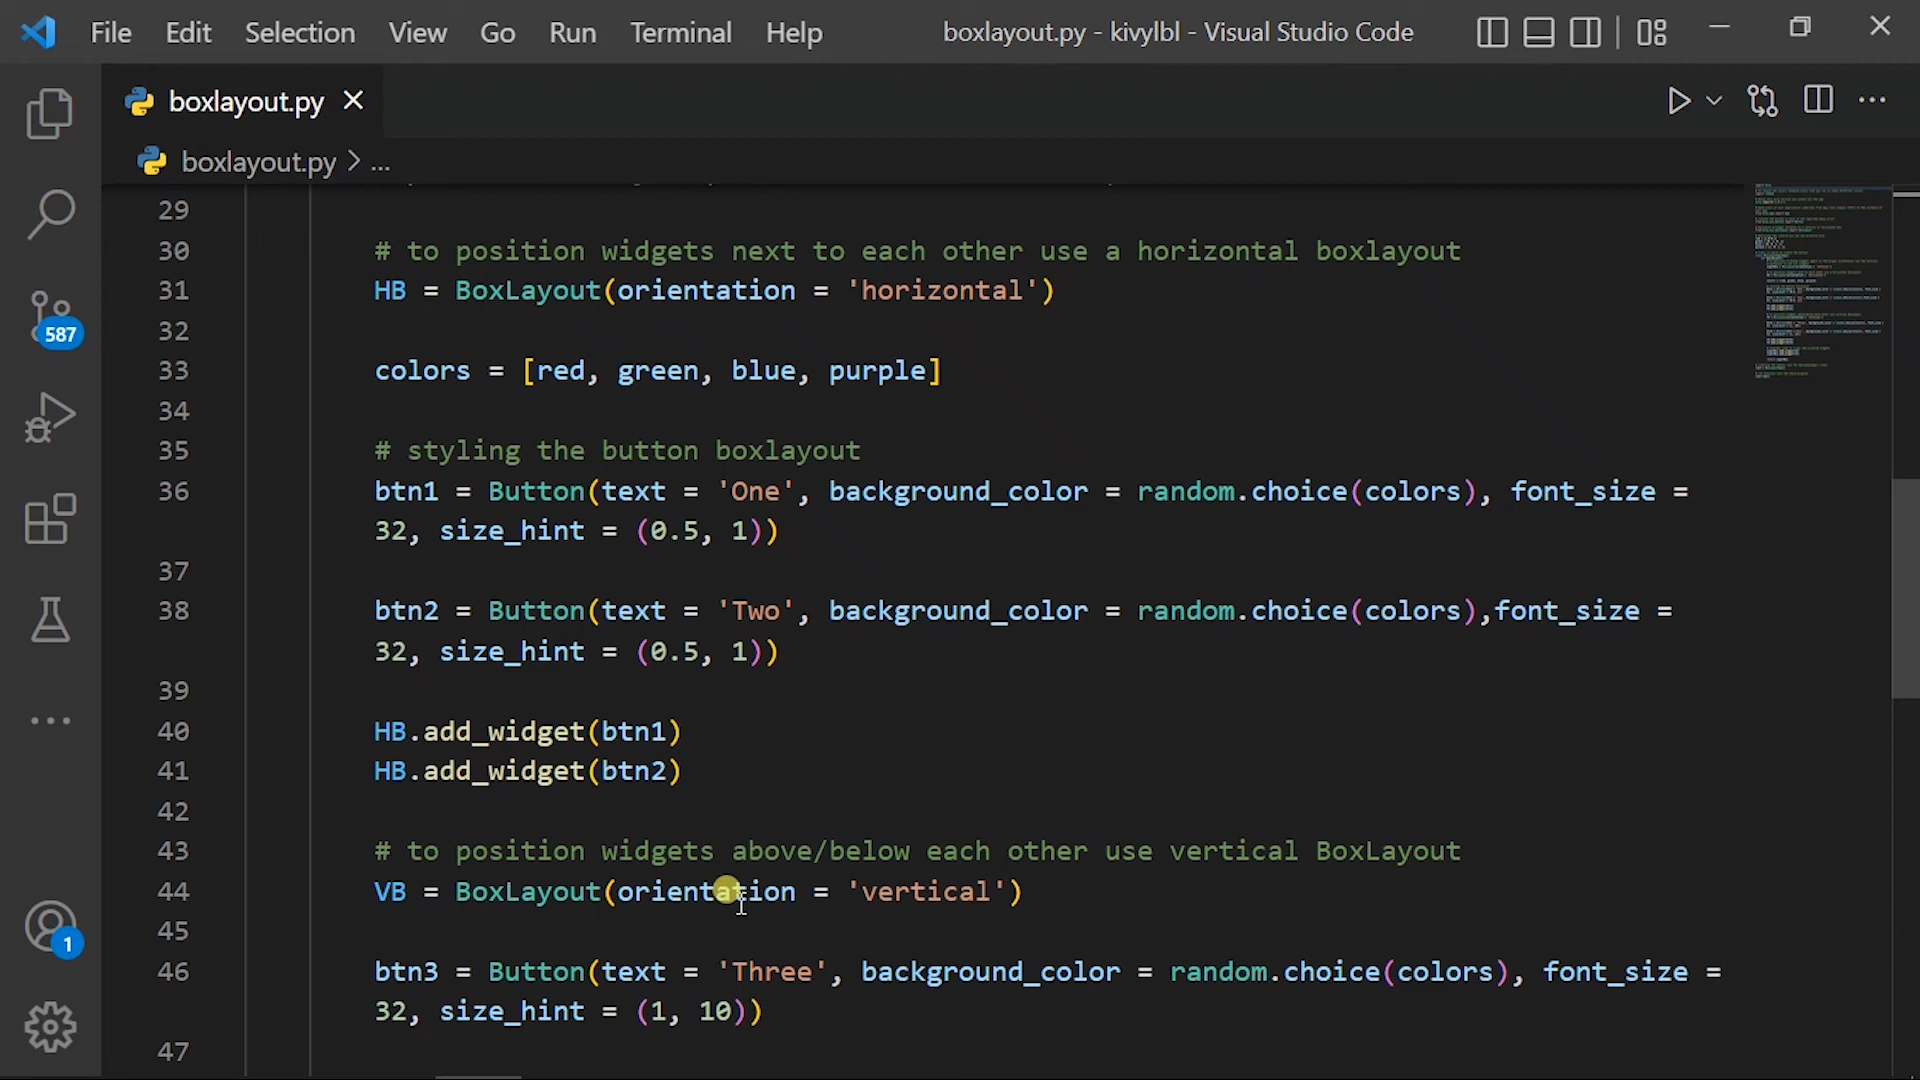 File Edit Selection View Go Run Terminal Help boxlayout.py - kivylbl - Visual Studio Code
boxlayout.py
boxlayout.py > ...
29
30 # to position widgets next to each other use a horizontal boxlayout
31 HB = BoxLayout(orientation = 'horizontal')
32
33 colors = [red, green, blue, purple]
34
35 # styling the button boxlayout
36 btn1 = Button(text = 'One', background_color = random.choice(colors), font_size =
32, size_hint = (0.5, 1))
37
38 btn2 = Button(text = 'Two', background_color = random.choice(colors),font_size =
32, size_hint = (0.5, 1))
39
40 HB.add_widget(btn1)
41 HB.add_widget(btn2)
42
43 # to position widgets above/below each other use vertical BoxLayout
44 VB = BoxLayout(orientation = 'vertical')
45
46 btn3 = Button(text = 'Three', background_color = random.choice(colors), font_size =
32, size_hint = (1, 10))
47
587
1